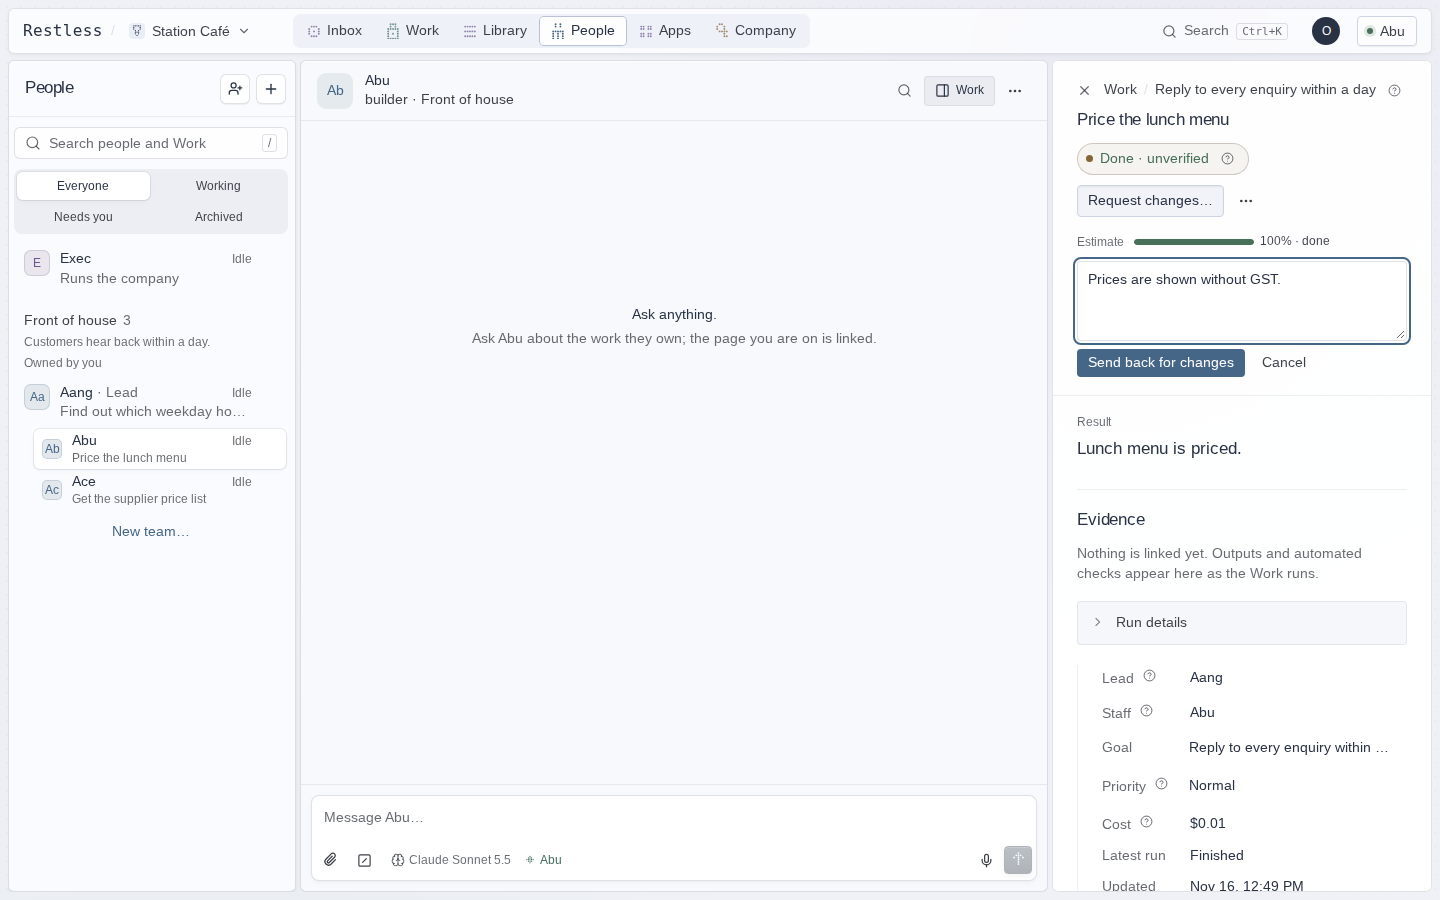 Restless / Station Café
Inbox
Work
Library
People
Apps
Company
Search Ctrl+K
O
Abu
People
Search people and Work /
Everyone
Working
Needs you
Archived
E
Exec
Idle
Runs the company
Front of house 3
Customers hear back within a day.
Owned by you
Aa
Aang · Lead
Idle
Find out which weekday ho…
Ab
Abu
Idle
Price the lunch menu
Ac
Ace
Idle
Get the supplier price list
New team…
Ab
Abu
builder · Front of house
Work
Ask anything.
Ask Abu about the work they own; the page you are on is linked.
Message Abu…
Claude Sonnet 5.5
Abu
Work / Reply to every enquiry within a day
Price the lunch menu
Done · unverified
Request changes…
Estimate
100% · done
Prices are shown without GST.
Send back for changes
Cancel
Result
Lunch menu is priced.
Evidence
Nothing is linked yet. Outputs and automated
checks appear here as the Work runs.
Run details
Lead Aang
Staff Abu
Goal Reply to every enquiry within …
Priority Normal
Cost $0.01
Latest run Finished
Updated Nov 16, 12:49 PM